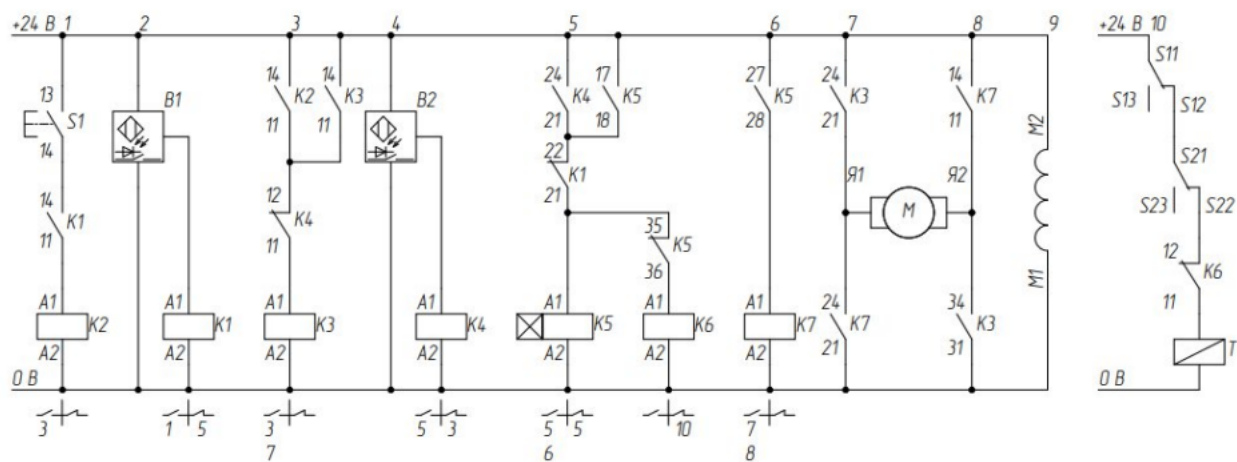 +24 В 1 2 3 4 5 6 7 8 9 +24 В 10
S11
13 14 14 24 17 27 24 14
S1 B1 K2 K3 B2 K4 K5 K5 K3 K7 S13 S12
14 11 11 21 18 28 21 11
22 M2
K1 S21
14 12 21 Я1 Я2
K1 K4 M S23 S22
11 11 35
K5 12
36 K6
M1 11
A1 A1 A1 A1 A1 A1 A1 24 34
K2 K1 K3 K4 K5 K6 K7 K7 K3 T
A2 A2 A2 A2 A2 A2 A2 21 31
0 В 0 В
3 1 5 3 5 3 5 5 10 7
7 6 8